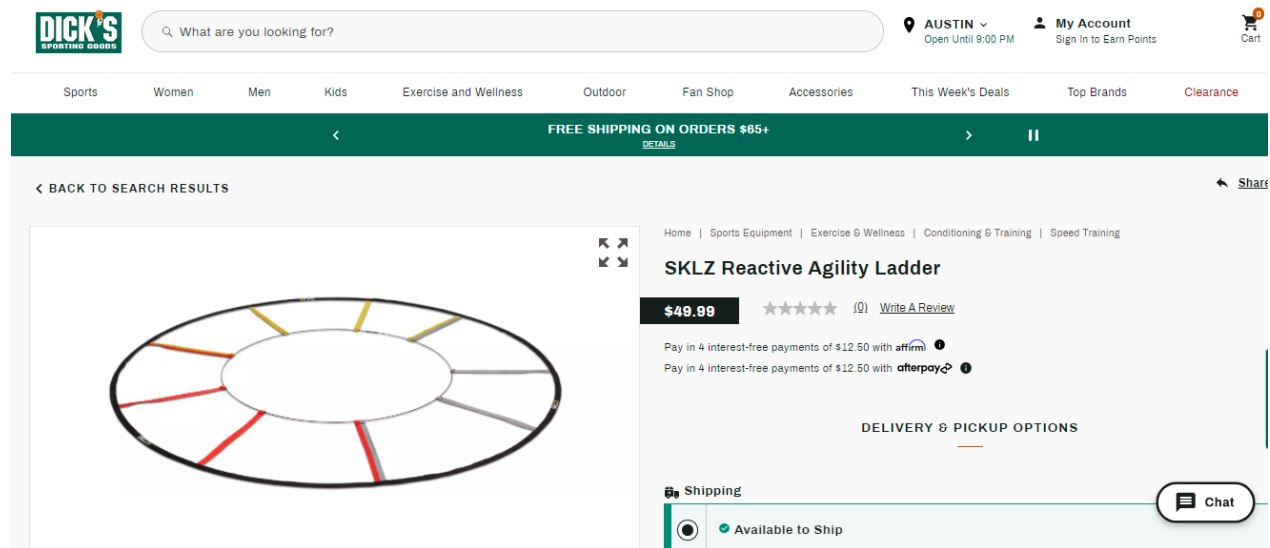 DICK'S
SPORTING GOODS
What are you looking for?
AUSTIN
Open Until 9:00 PM
My Account
Sign In to Earn Points
0
Cart
Sports Women Men Kids Exercise and Wellness Outdoor Fan Shop Accessories This Week's Deals Top Brands Clearance
FREE SHIPPING ON ORDERS $65+
DETAILS
BACK TO SEARCH RESULTS
Share
Home | Sports Equipment | Exercise & Wellness | Conditioning & Training | Speed Training
SKLZ Reactive Agility Ladder
$49.99
(0) Write A Review
Pay in 4 interest-free payments of $12.50 with affirm
Pay in 4 interest-free payments of $12.50 with afterpay
DELIVERY & PICKUP OPTIONS
Shipping
Available to Ship
Chat